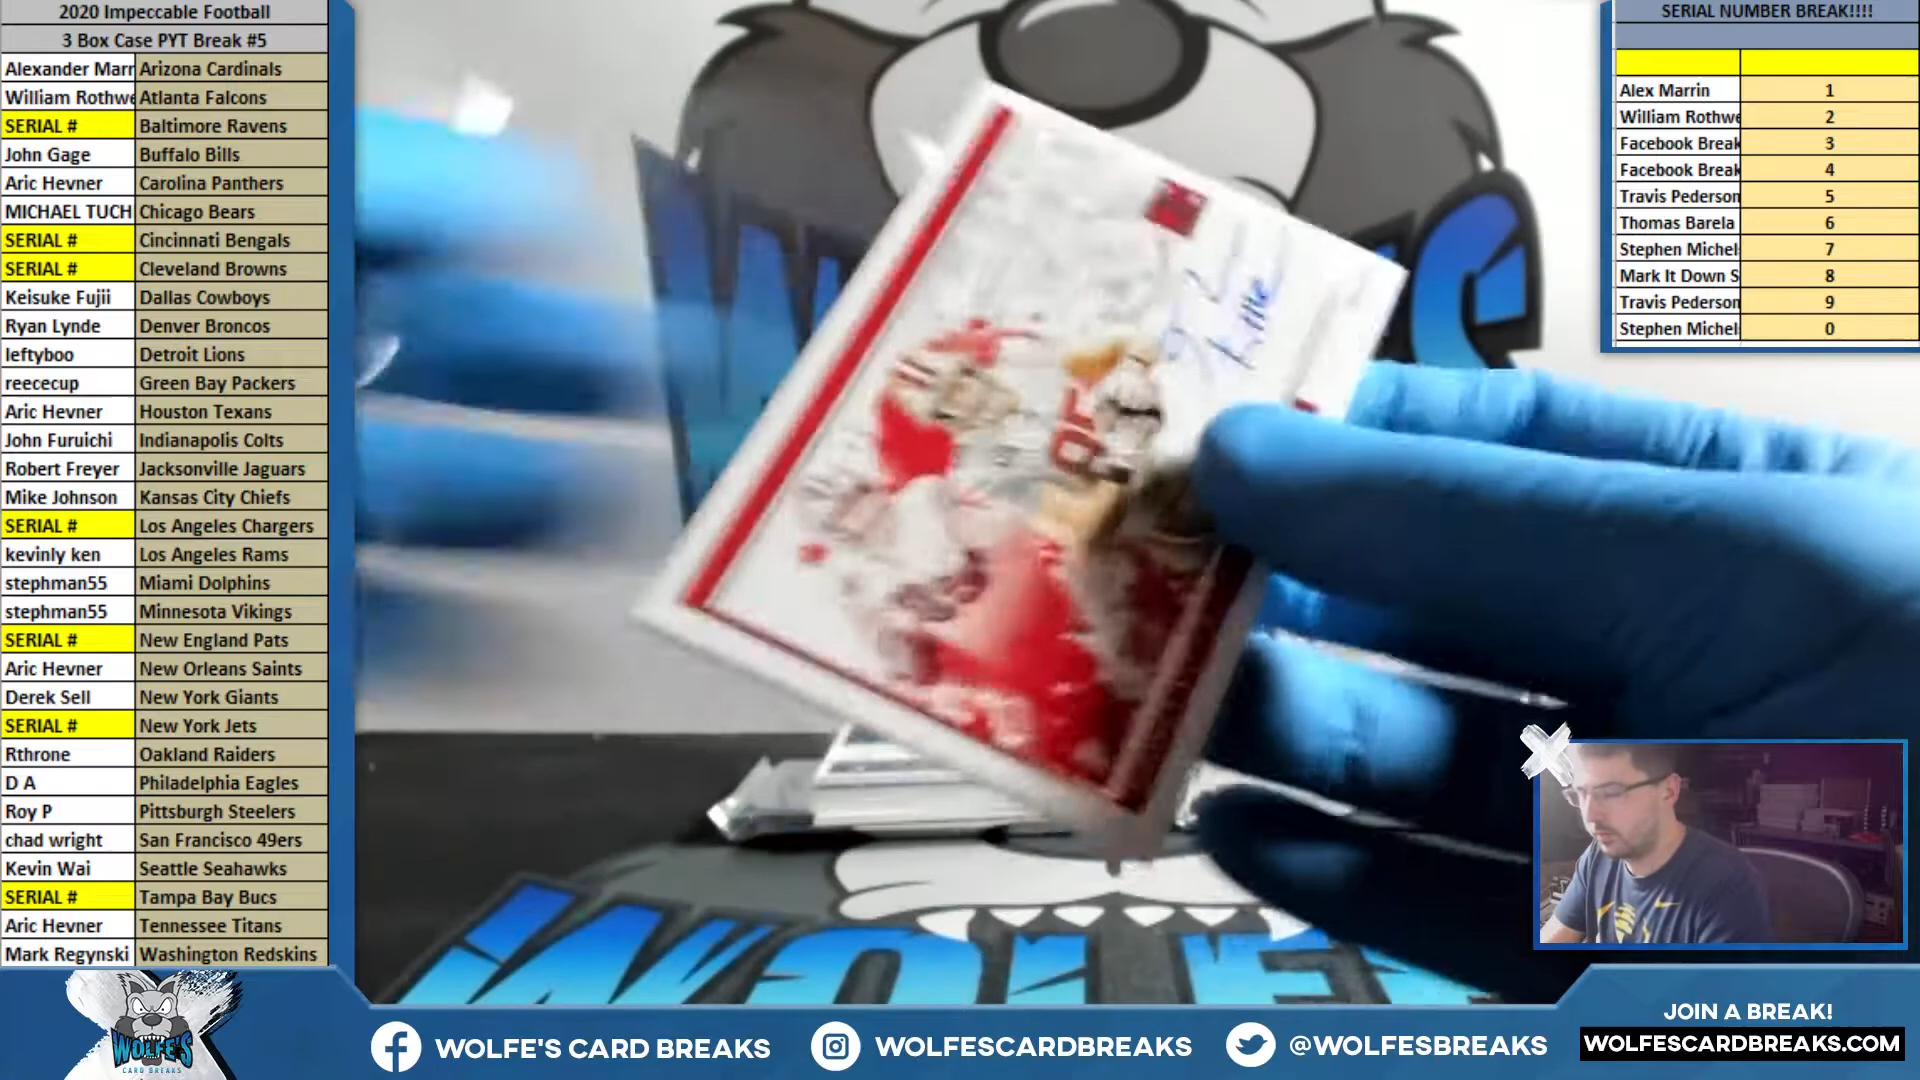 2020 Impeccable Football
3 Box Case PYT Break #5
Alexander Marr Arizona Cardinals
William Rothwe Atlanta Falcons
SERIAL # Baltimore Ravens
John Gage Buffalo Bills
Aric Hevner Carolina Panthers
MICHAEL TUCH Chicago Bears
SERIAL # Cincinnati Bengals
SERIAL # Cleveland Browns
Keisuke Fujii Dallas Cowboys
Ryan Lynde Denver Broncos
leftyboo Detroit Lions
reececup Green Bay Packers
Aric Hevner Houston Texans
John Furuichi Indianapolis Colts
Robert Freyer Jacksonville Jaguars
Mike Johnson Kansas City Chiefs
SERIAL # Los Angeles Chargers
kevinly ken Los Angeles Rams
stephman55 Miami Dolphins
stephman55 Minnesota Vikings
SERIAL # New England Pats
Aric Hevner New Orleans Saints
Derek Sell New York Giants
SERIAL # New York Jets
Rthrone Oakland Raiders
D A Philadelphia Eagles
Roy P Pittsburgh Steelers
chad wright San Francisco 49ers
Kevin Wai Seattle Seahawks
SERIAL # Tampa Bay Bucs
Aric Hevner Tennessee Titans
Mark Regynski Washington Redskins
SERIAL NUMBER BREAK!!!!
Alex Marrin 1
William Rothwe 2
Facebook Break 3
Facebook Break 4
Travis Pederson 5
Thomas Barela 6
Stephen Michel 7
Mark It Down S 8
Travis Pederson 9
Stephen Michel 0
WOLFE'S
CARD BREAKS
WOLFE'S CARD BREAKS
WOLFESCARDBREAKS
@WOLFESBREAKS
JOIN A BREAK!
WOLFESCARDBREAKS.COM